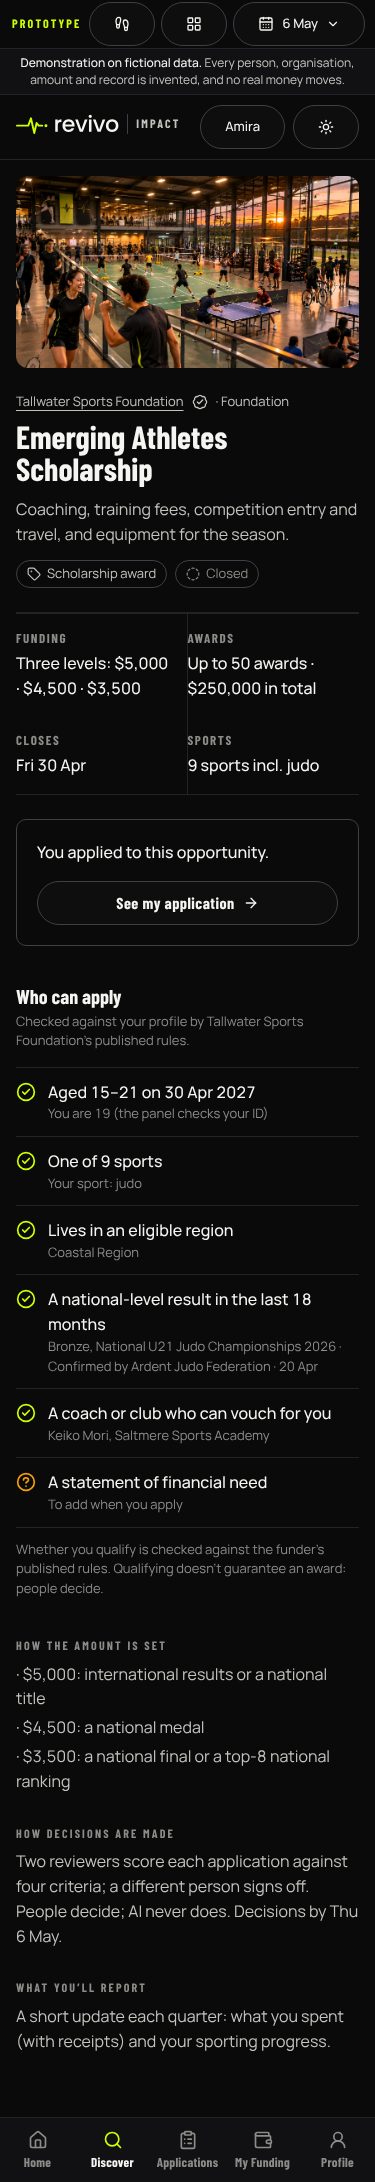 PROTOTYPE
6 May
Demonstration on fictional data. Every person, organisation,
amount and record is invented, and no real money moves.
revivo IMPACT
Amira
Tallwater Sports Foundation · Foundation
Emerging Athletes
Scholarship
Coaching, training fees, competition entry and
travel, and equipment for the season.
Scholarship award
Closed
FUNDING
Three levels: $5,000
· $4,500 · $3,500
AWARDS
Up to 50 awards ·
$250,000 in total
CLOSES
Fri 30 Apr
SPORTS
9 sports incl. judo
You applied to this opportunity.
See my application →
Who can apply
Checked against your profile by Tallwater Sports
Foundation's published rules.
Aged 15–21 on 30 Apr 2027
You are 19 (the panel checks your ID)
One of 9 sports
Your sport: judo
Lives in an eligible region
Coastal Region
A national-level result in the last 18
months
Bronze, National U21 Judo Championships 2026 ·
Confirmed by Ardent Judo Federation · 20 Apr
A coach or club who can vouch for you
Keiko Mori, Saltmere Sports Academy
A statement of financial need
To add when you apply
Whether you qualify is checked against the funder's
published rules. Qualifying doesn't guarantee an award:
people decide.
HOW THE AMOUNT IS SET
· $5,000: international results or a national
title
· $4,500: a national medal
· $3,500: a national final or a top-8 national
ranking
HOW DECISIONS ARE MADE
Two reviewers score each application against
four criteria; a different person signs off.
People decide; AI never does. Decisions by Thu
6 May.
WHAT YOU'LL REPORT
A short update each quarter: what you spent
(with receipts) and your sporting progress.
Home
Discover
Applications
My Funding
Profile